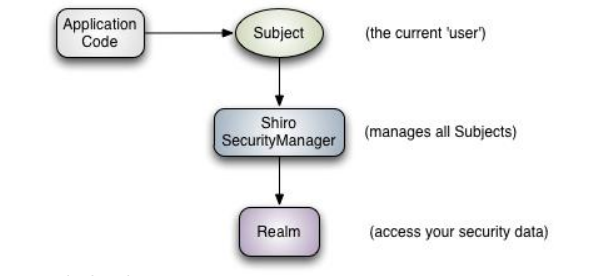 Application
Code
Subject
(the current 'user')
Shiro
SecurityManager
(manages all Subjects)
Realm
(access your security data)